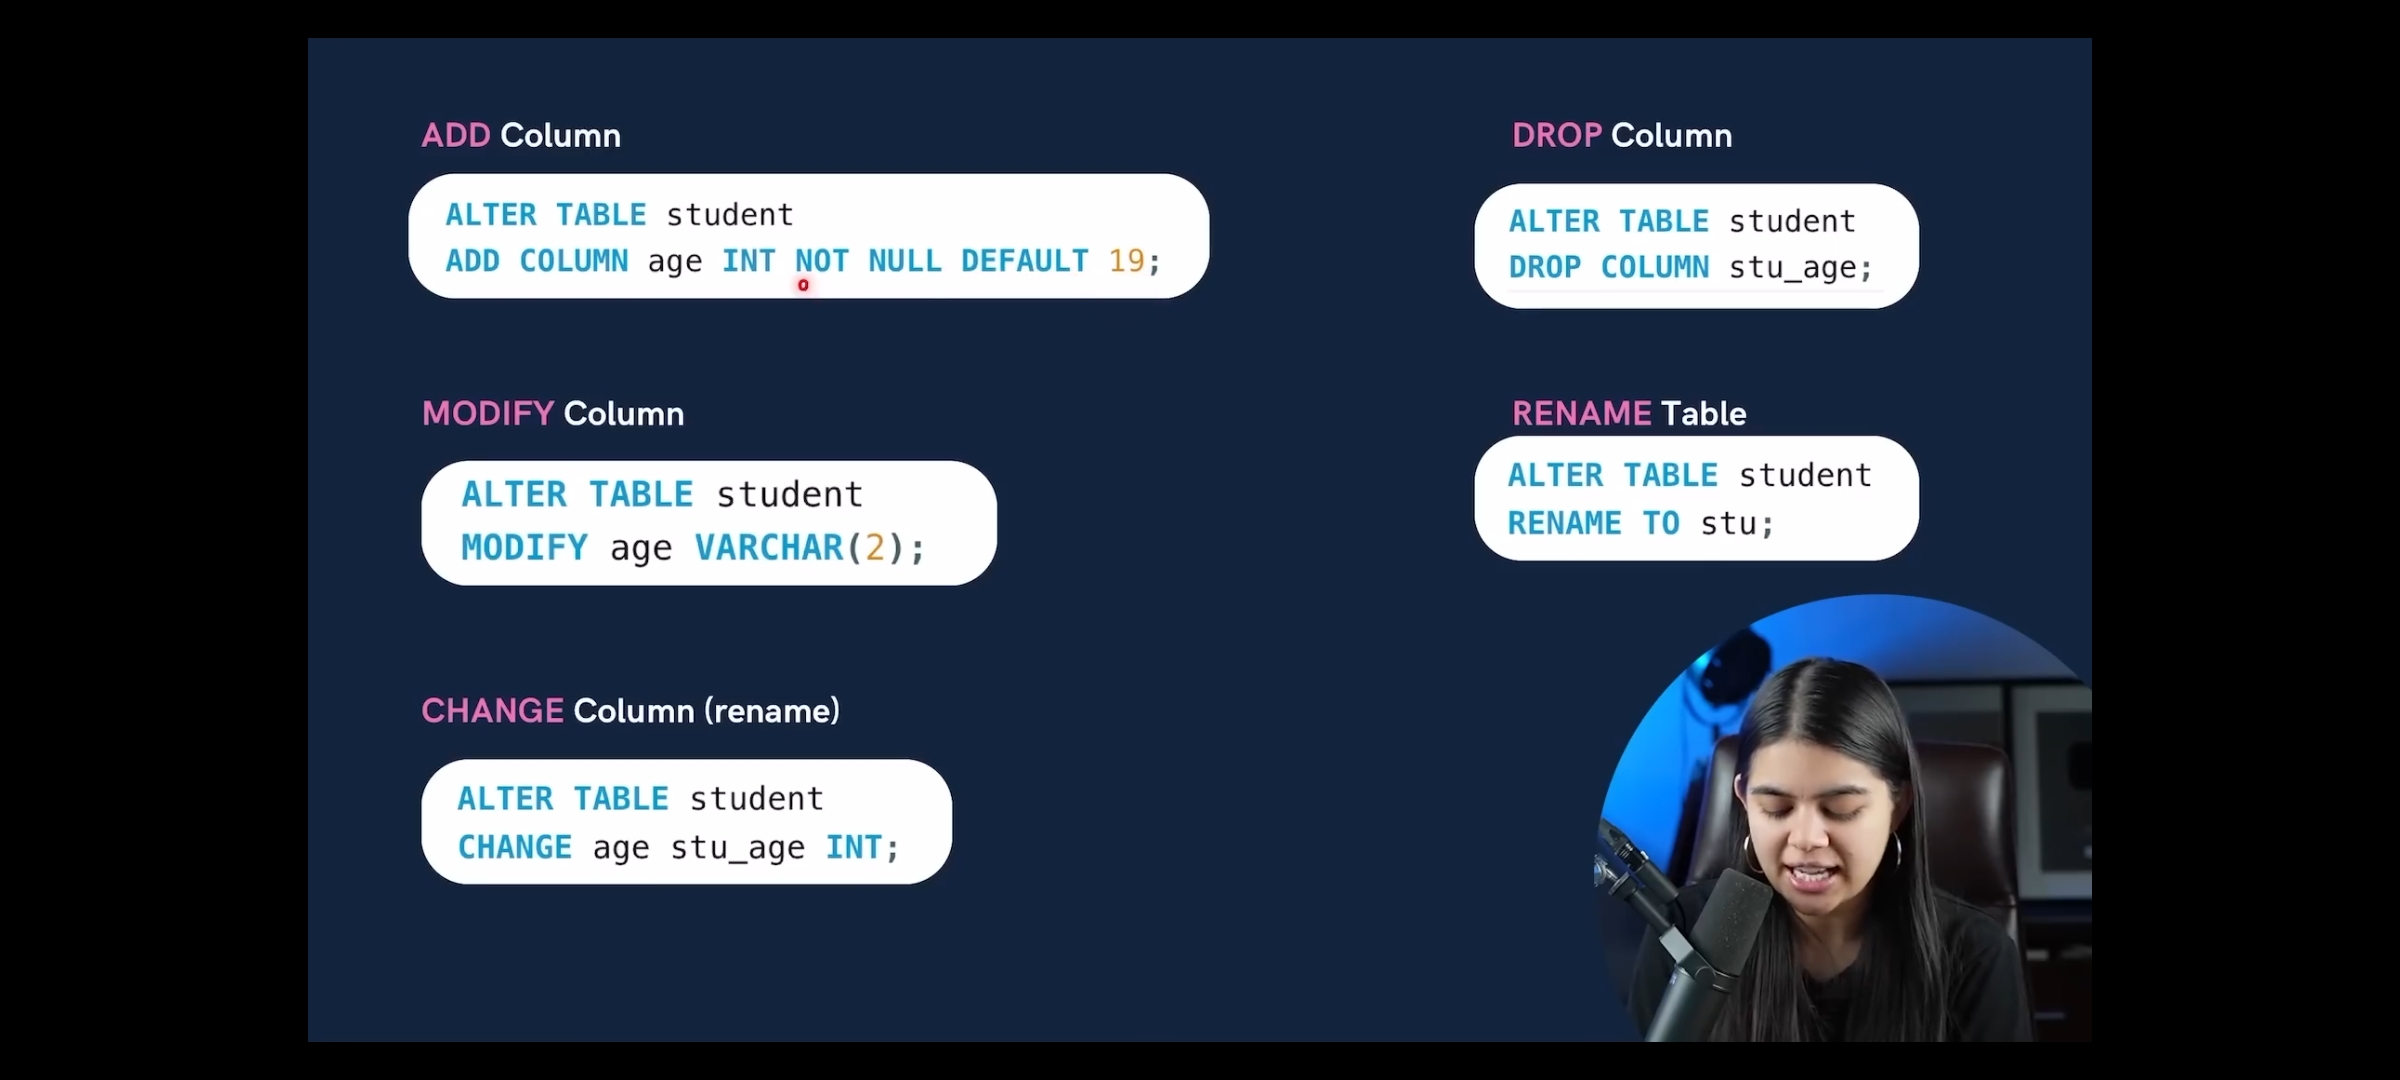 ADD Column
ALTER TABLE student
ADD COLUMN age INT NOT NULL DEFAULT 19;
MODIFY Column
ALTER TABLE student
MODIFY age VARCHAR(2);
CHANGE Column (rename)
ALTER TABLE student
CHANGE age stu_age INT;
DROP Column
ALTER TABLE student
DROP COLUMN stu_age;
RENAME Table
ALTER TABLE student
RENAME TO stu;